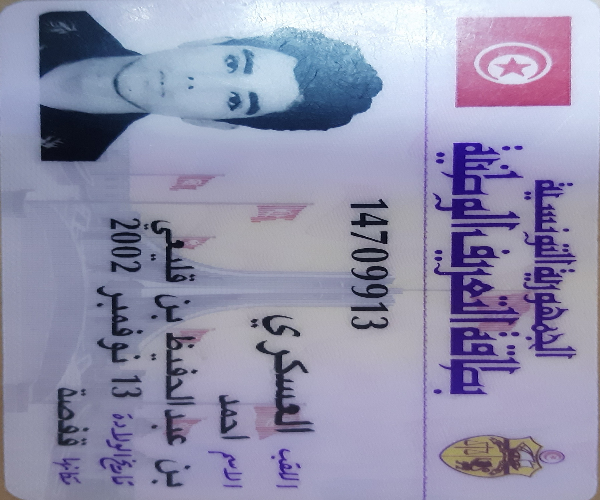 الجمهورية التونسية
بطاقة التعريف الوطنية
14709913
اللقب العسكري
الاسم احمد
بن عبد الحفيظ بن قليعي
تاريخ الولادة 13 نوفمبر 2002
مكانها قفصة